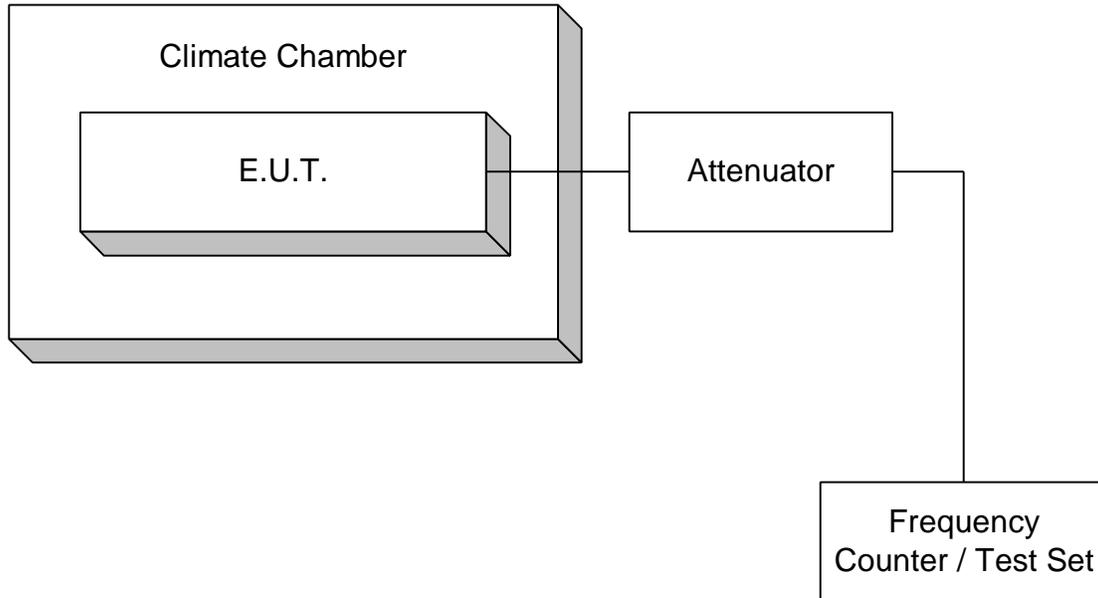 Climate Chamber
E.U.T.
Attenuator
Frequency
Counter / Test Set